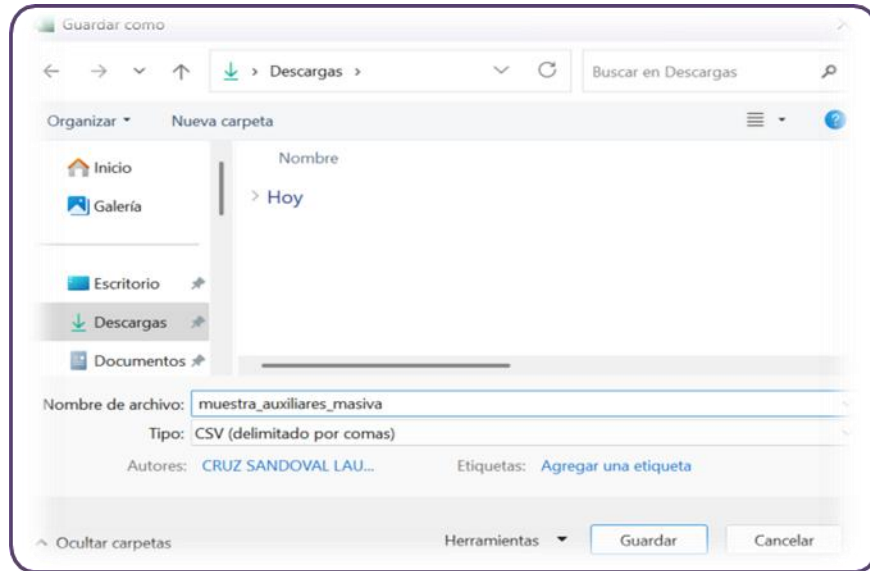 Guardar como
Descargas
Buscar en Descargas
Organizar
Nueva carpeta
Inicio
Galería
Escritorio
Descargas
Documentos
Nombre
Hoy
Nombre de archivo: muestra_auxiliares_masiva
Tipo: CSV (delimitado por comas)
Autores: CRUZ SANDOVAL LAU... Etiquetas: Agregar una etiqueta
Ocultar carpetas
Herramientas
Guardar
Cancelar